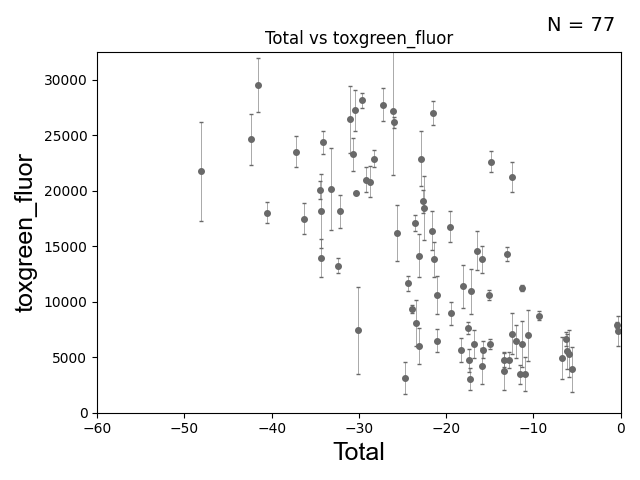 N = 77
Total vs toxgreen_fluor
toxgreen_fluor
30000
25000
20000
15000
10000
5000
0
−60 −50 −40 −30 −20 −10 0
Total